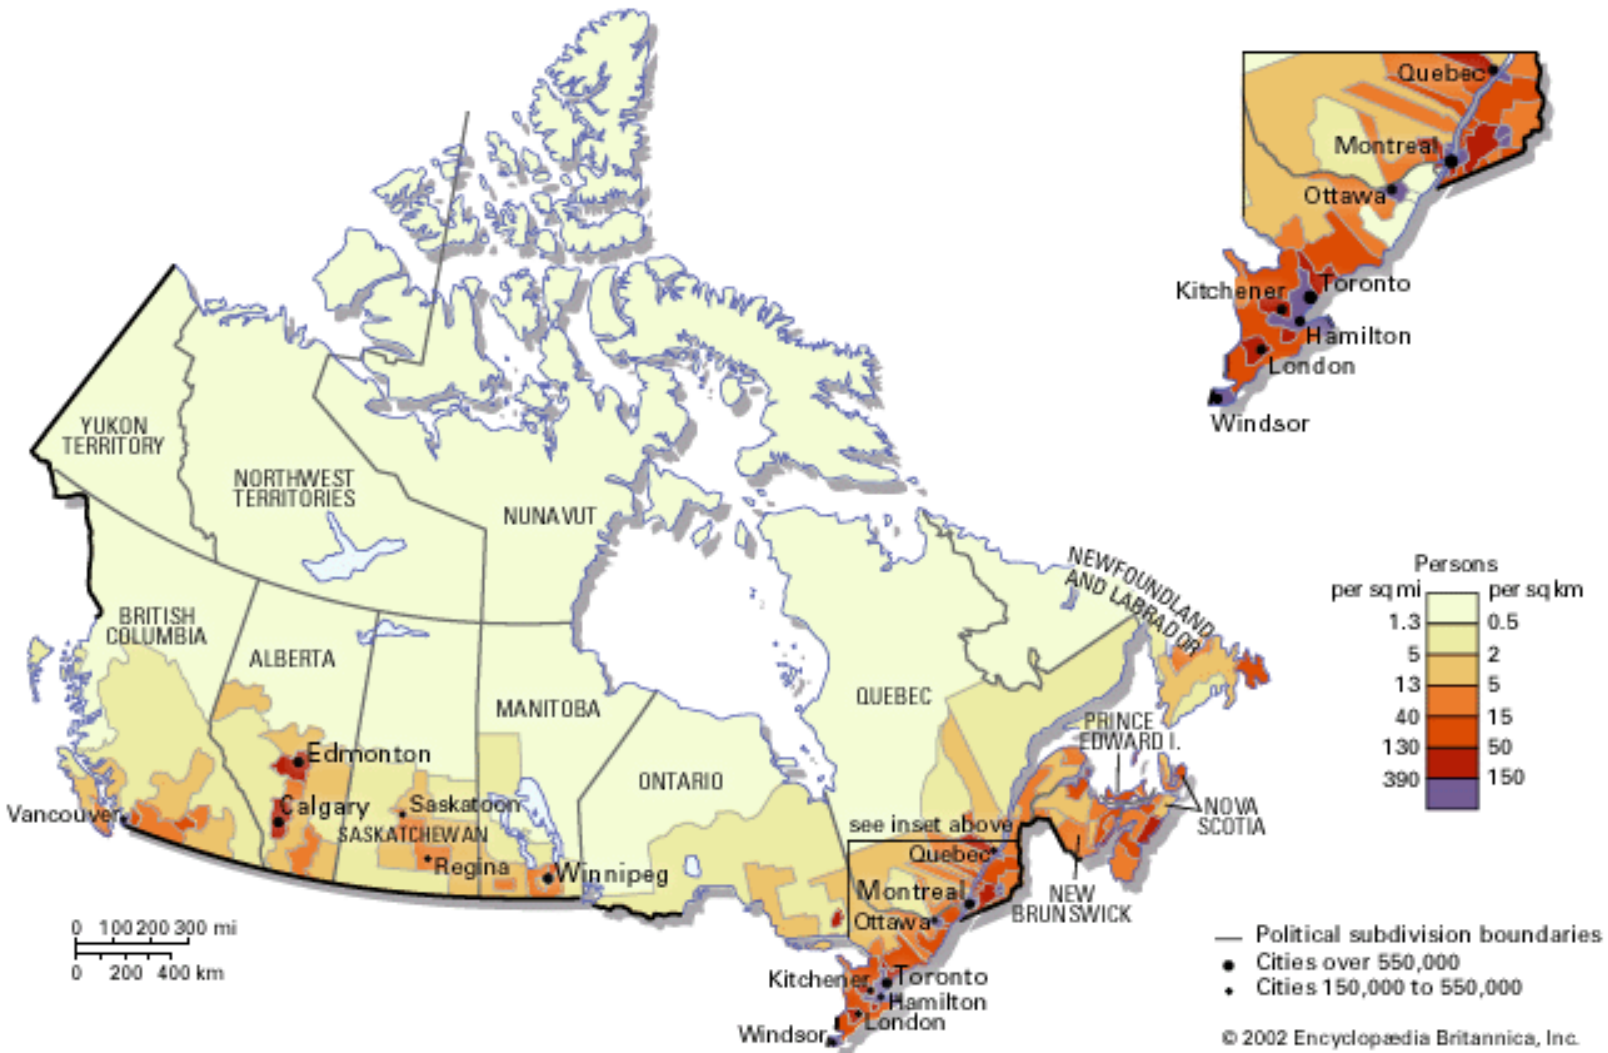 Quebec
Montreal
Ottawa
Kitchener
Toronto
Hamilton
London
Windsor
YUKON
TERRITORY
NORTHWEST
TERRITORIES
NUNAVUT
BRITISH
COLUMBIA
ALBERTA
MANITOBA
ONTARIO
QUEBEC
NEWFOUNDLAND
AND LABRADOR
PRINCE
EDWARD I.
Edmonton
Calgary
Saskatoon
SASKATCHEWAN
Regina
Winnipeg
Vancouver
NOVA
SCOTIA
see inset above
Quebec
Montreal
Ottawa
NEW
BRUNSWICK
Kitchener
Toronto
Hamilton
London
Windsor
Persons
per sq mi per sq km
1.3 0.5
5 2
13 5
40 15
130 50
390 150
0 100 200 300 mi
0 200 400 km
Political subdivision boundaries
Cities over 550,000
Cities 150,000 to 550,000
© 2002 Encyclopædia Britannica, Inc.